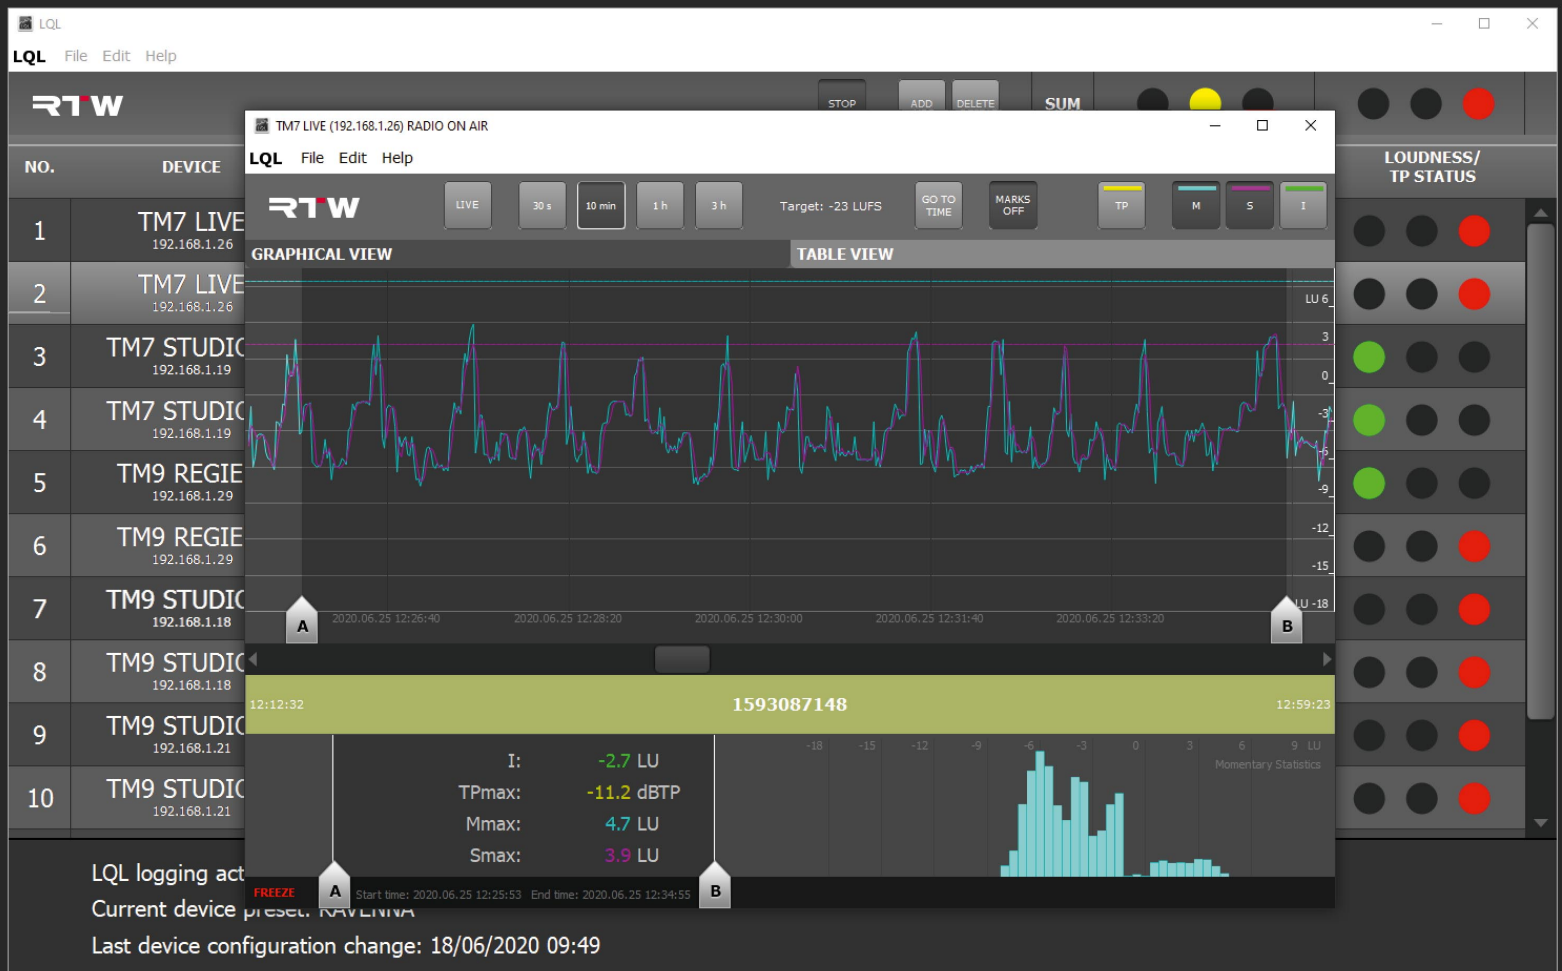 LQL
LQL File Edit Help
RTW
STOP
ADD
DELETE
SUM
NO.
DEVICE
LOUDNESS/
TP STATUS
1
TM7 LIVE
192.168.1.26
2
TM7 LIVE
192.168.1.26
3
TM7 STUDIO
192.168.1.19
4
TM7 STUDIO
192.168.1.19
5
TM9 REGIE
192.168.1.29
6
TM9 REGIE
192.168.1.29
7
TM9 STUDIO
192.168.1.18
8
TM9 STUDIO
192.168.1.18
9
TM9 STUDIO
192.168.1.21
10
TM9 STUDIO
192.168.1.21
TM7 LIVE (192.168.1.26) RADIO ON AIR
LQL File Edit Help
RTW
LIVE
30 s
10 min
1 h
3 h
Target: -23 LUFS
GO TO
TIME
MARKS
OFF
TP
M
S
I
GRAPHICAL VIEW
TABLE VIEW
LU 6
3
0
-3
-6
-9
-12
-15
LU -18
A
2020.06.25 12:26:40
2020.06.25 12:28:20
2020.06.25 12:30:00
2020.06.25 12:31:40
2020.06.25 12:33:20
B
12:12:32
1593087148
12:59:23
I: -2.7 LU
TPmax: -11.2 dBTP
Mmax: 4.7 LU
Smax: 3.9 LU
-18 -15 -12 -9 -6 -3 0 3 6 9 LU
Momentary Statistics
FREEZE
A
Start time: 2020.06.25 12:25:53 End time: 2020.06.25 12:34:55
B
LQL logging act
Current device preset: RAVENNA
Last device configuration change: 18/06/2020 09:49